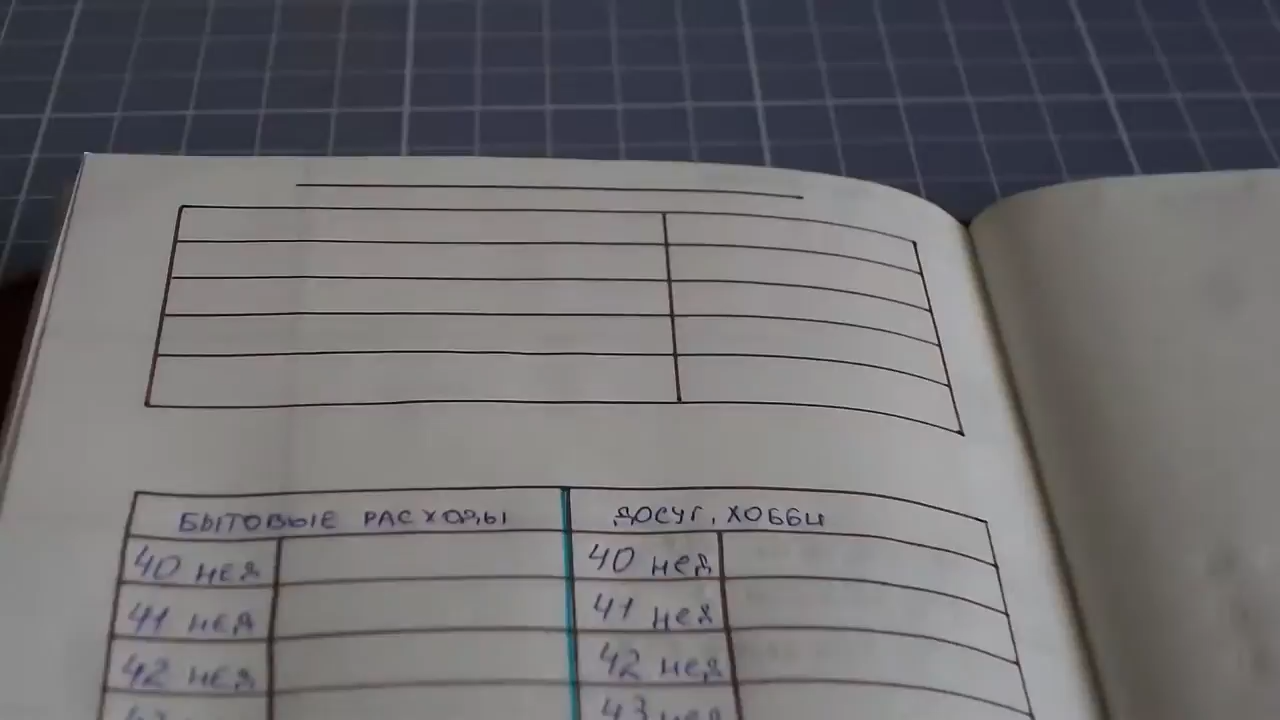 БЫТОВЫЕ РАСХОДЫ ДОСУГ, ХОББИ
40 нед 40 нед
41 нед 41 нед
42 нед 42 нед
43 нед